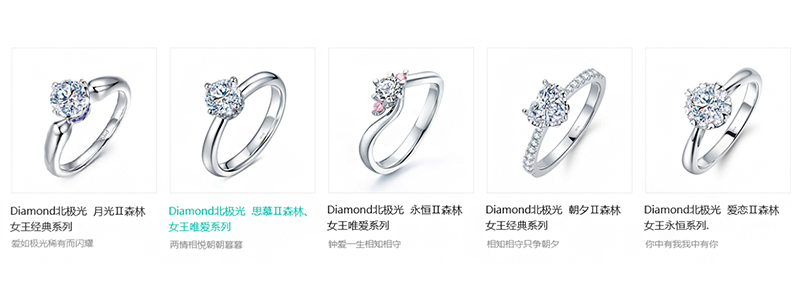 Diamond北极光 月光Ⅱ森林
女王经典系列
爱如极光稀有而闪耀
Diamond北极光 思慕Ⅱ森林、
女王唯爱系列
两情相悦朝朝暮暮
Diamond北极光 永恒Ⅱ森林
女王唯爱系列
钟爱一生相知相守
Diamond北极光 朝夕Ⅱ森林
女王经典系列
相知相守只争朝夕
Diamond北极光 爱恋Ⅱ森林
女王永恒系列.
你中有我我中有你